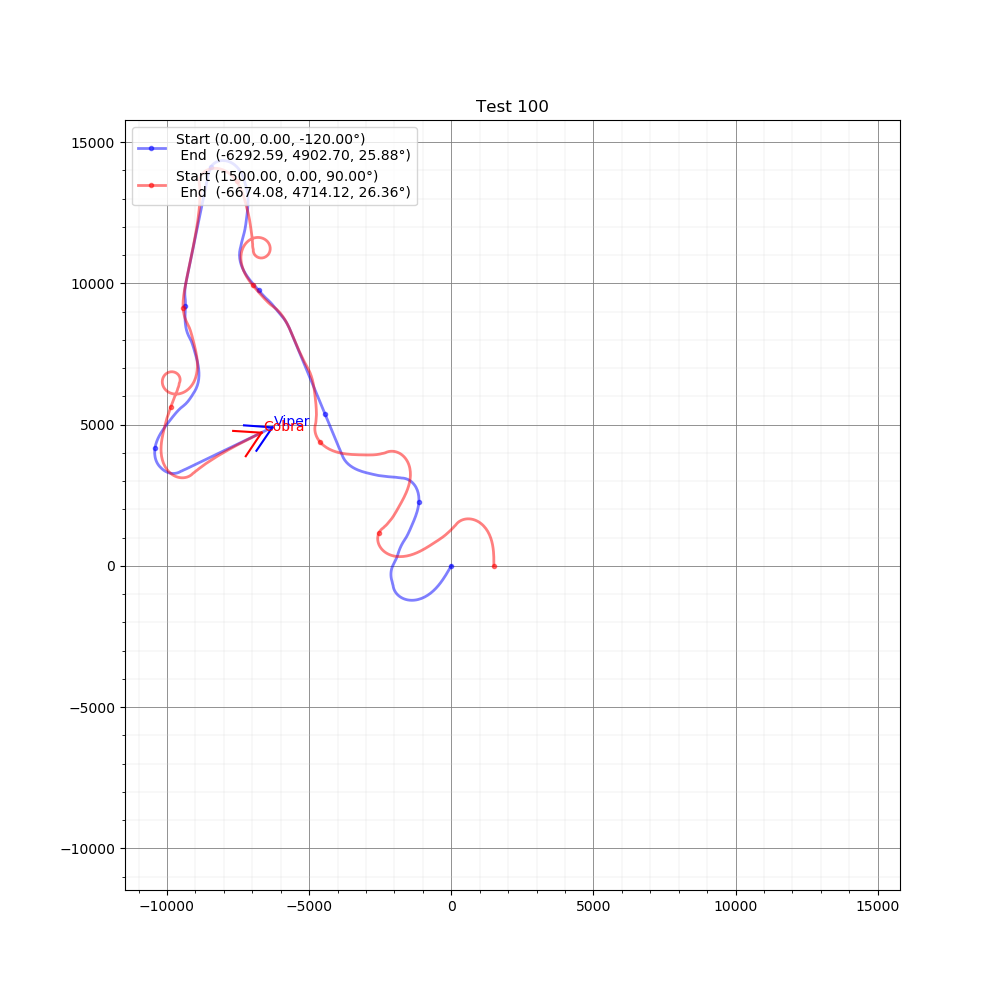 Test 100
Start (0.00, 0.00, -120.00°)
End (-6292.59, 4902.70, 25.88°)
Start (1500.00, 0.00, 90.00°)
End (-6674.08, 4714.12, 26.36°)
15000
10000
5000
0
−5000
−10000
Viper
Cobra
−10000
−5000
0
5000
10000
15000